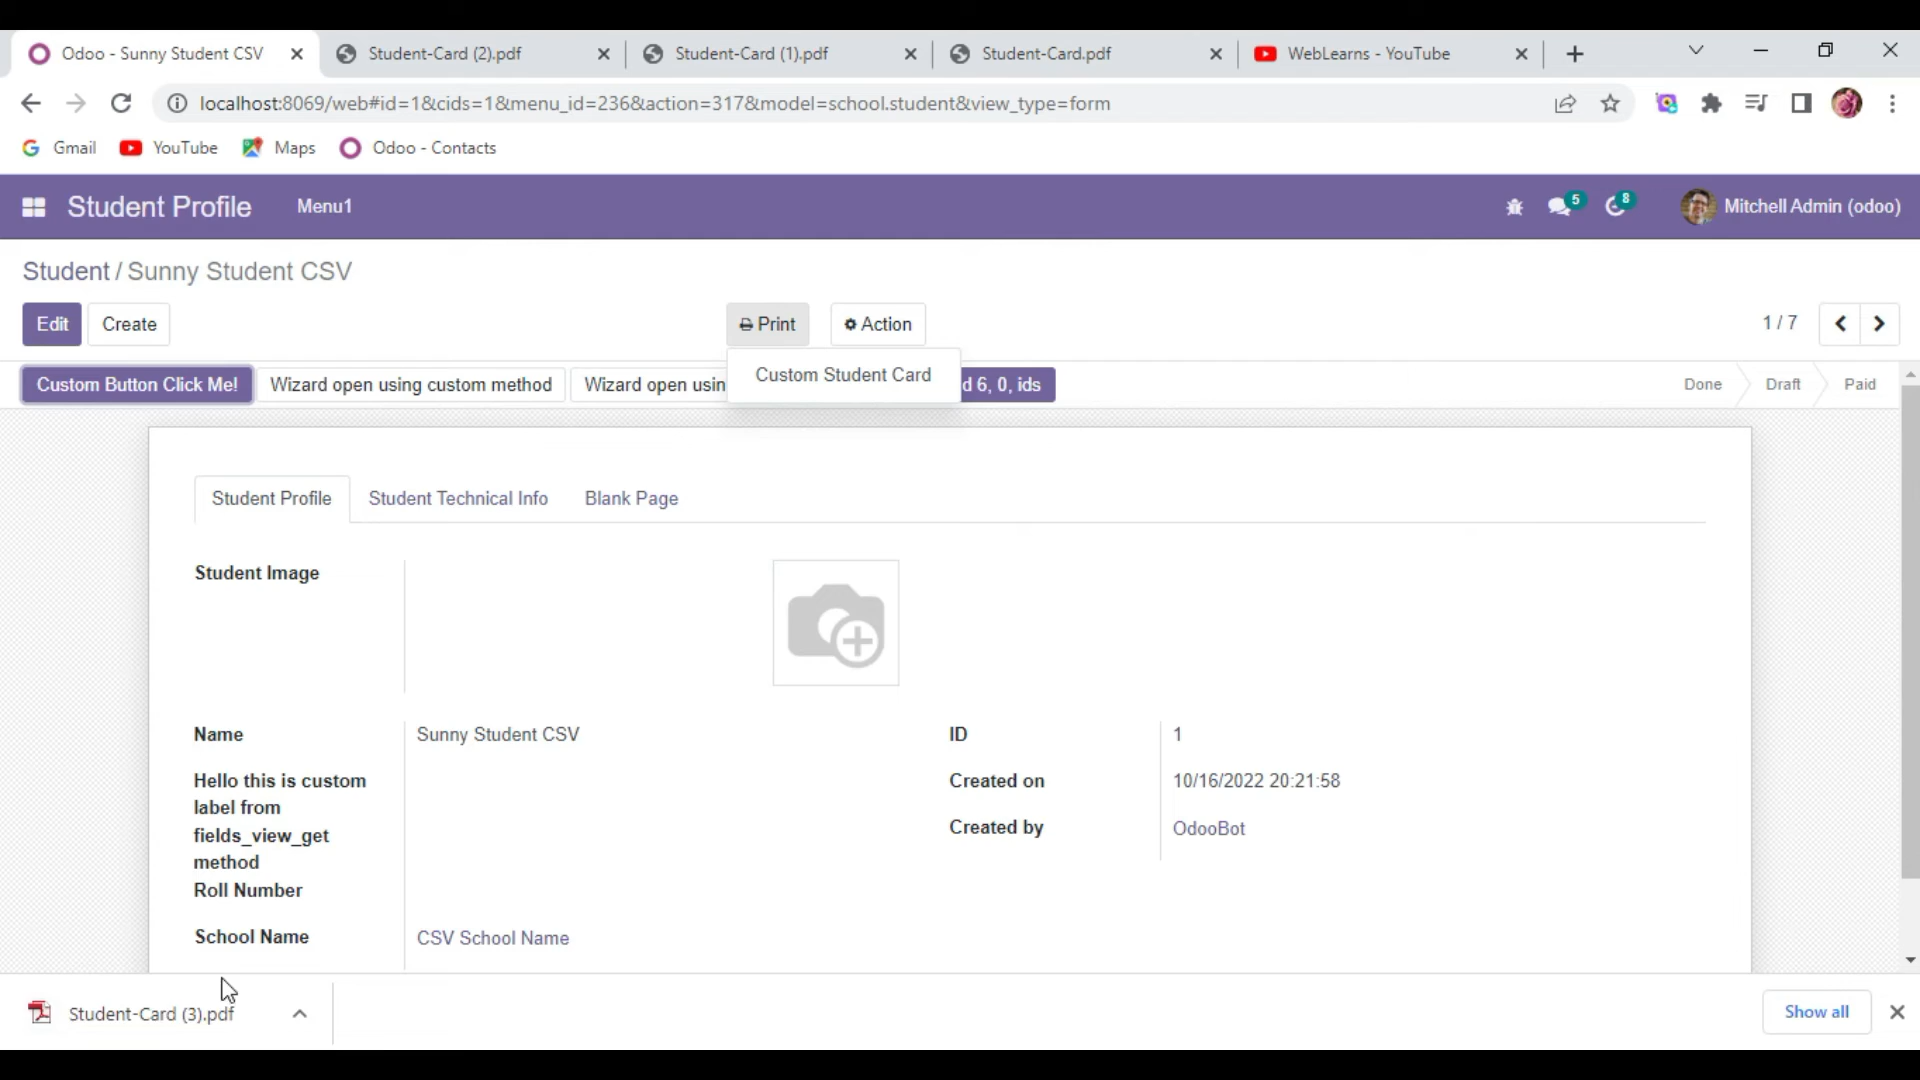 Odoo - Sunny Student CSV
Student-Card (2).pdf
Student-Card (1).pdf
Student-Card.pdf
WebLearns - YouTube
localhost:8069/web#id=1&cids=1&menu_id=236&action=317&model=school.student&view_type=form
Gmail
YouTube
Maps
Odoo - Contacts
Student Profile
Menu1
5
8
Mitchell Admin (odoo)
Student / Sunny Student CSV
Edit
Create
Print
Action
1 / 7
Custom Button Click Me!
Wizard open using custom method
Wizard open usin
Custom Student Card
d 6, 0, ids
Done
Draft
Paid
Student Profile
Student Technical Info
Blank Page
Student Image
Name
Sunny Student CSV
ID
1
Hello this is custom
label from
fields_view_get
method
Created on
10/16/2022 20:21:58
Created by
OdooBot
Roll Number
School Name
CSV School Name
Student-Card (3).pdf
Show all